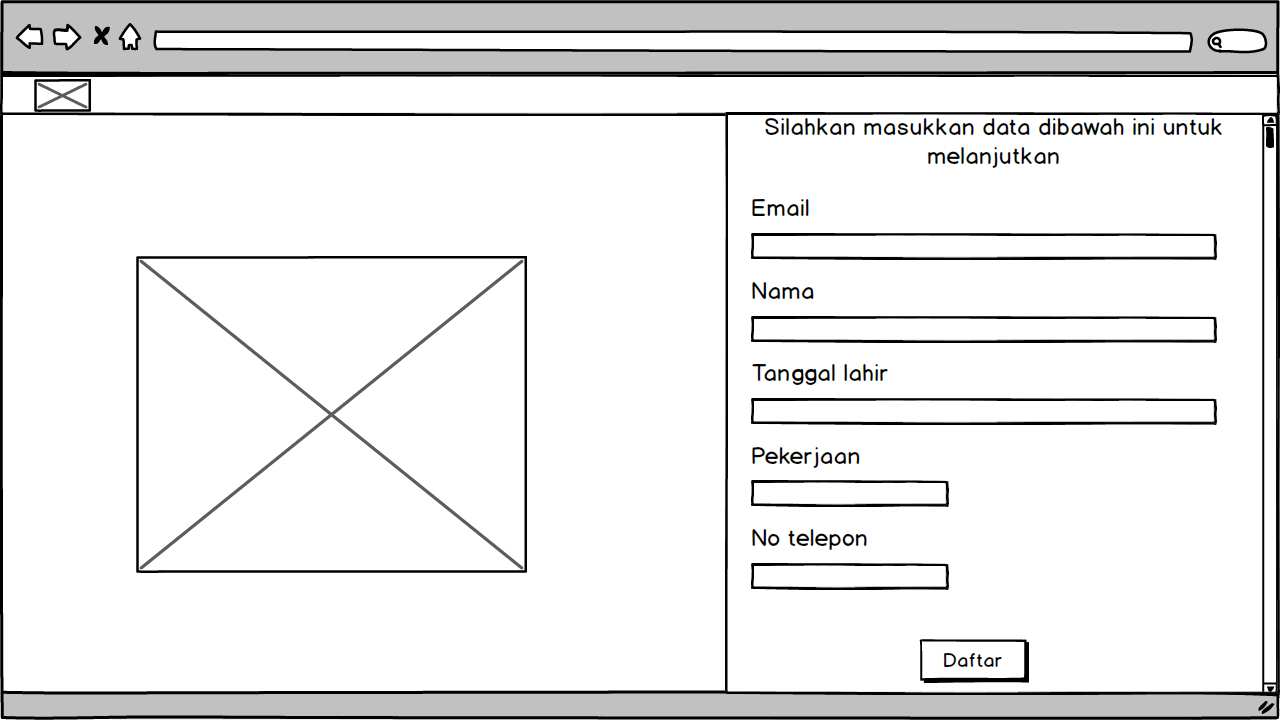 Silahkan masukkan data dibawah ini untuk
melanjutkan
Email
Nama
Tanggal lahir
Pekerjaan
No telepon
Daftar